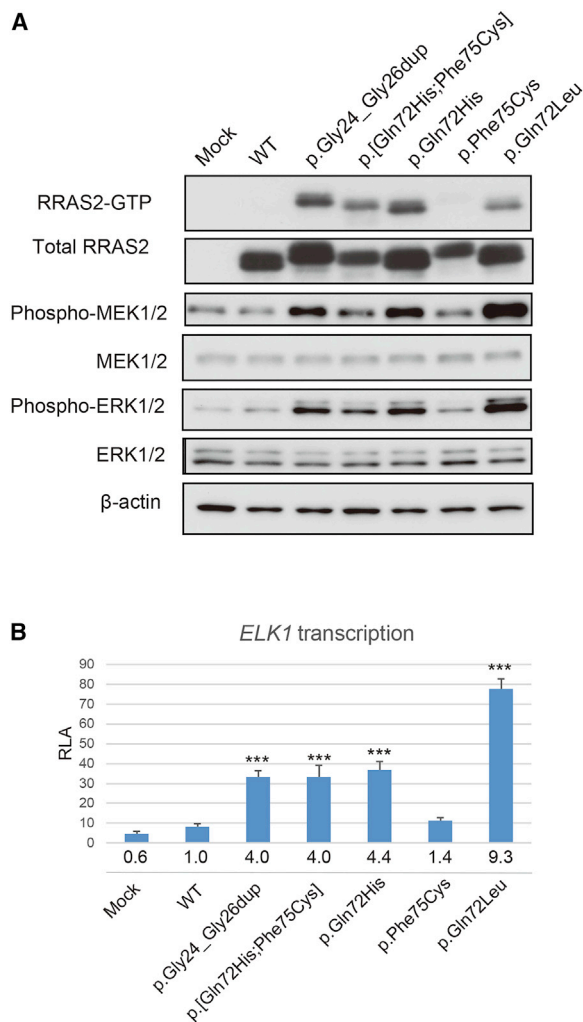 A
Mock
WT
p.Gly24_Gly26dup
p.[Gln72His;Phe75Cys]
p.Gln72His
p.Phe75Cys
p.Gln72Leu
RRAS2-GTP
Total RRAS2
Phospho-MEK1/2
MEK1/2
Phospho-ERK1/2
ERK1/2
β-actin
B
ELK1 transcription
RLA
90
80
70
60
50
40
30
20
10
0
*** *** *** ***
0.6 1.0 4.0 4.0 4.4 1.4 9.3
Mock
WT
p.Gly24_Gly26dup
p.[Gln72His;Phe75Cys]
p.Gln72His
p.Phe75Cys
p.Gln72Leu